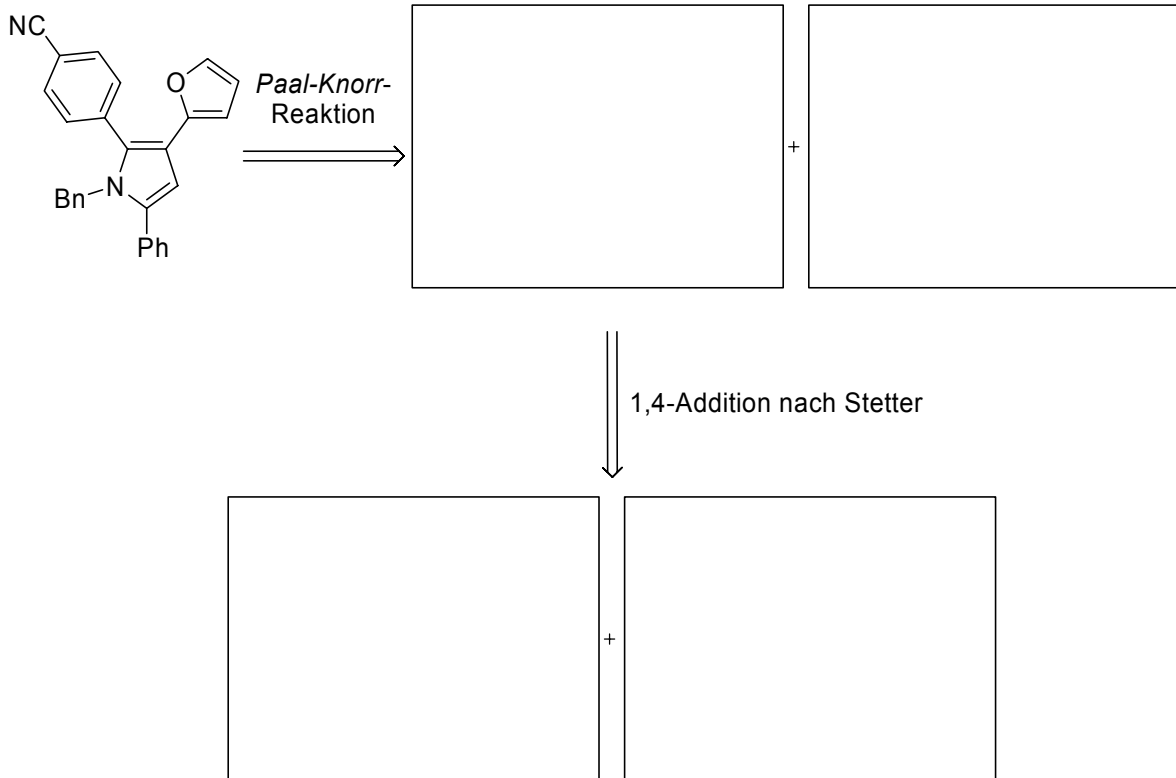 NC
O
Paal-Knorr-
Reaktion
+
N
Bn
Ph
1,4-Addition nach Stetter
+